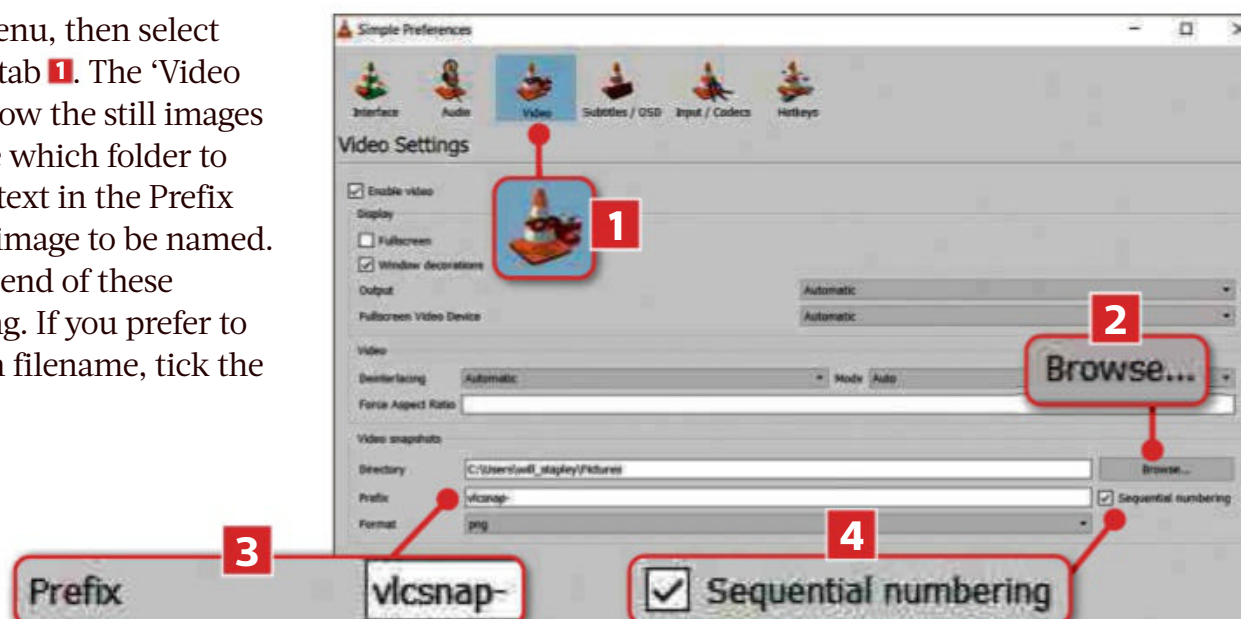 enu, then select
tab 1. The ‘Video
ow the still images
e which folder to
text in the Prefix
image to be named.
end of these
ng. If you prefer to
n filename, tick the
Simple Preferences
Interface Audio Video Subtitles / OSD Input / Codecs Hotkeys
Video Settings
Enable video
Display
1
Fullscreen
Window decorations
Output Automatic
Fullscreen Video Device Automatic
2
Browse...
Video
Deinterlacing Automatic Mode Auto
Force Aspect Ratio
Video snapshots
Directory C:\Users\will_stapley\Pictures Browse...
Prefix vlcsnap- Sequential numbering
Format png
3
Prefix vlcsnap-
4
Sequential numbering